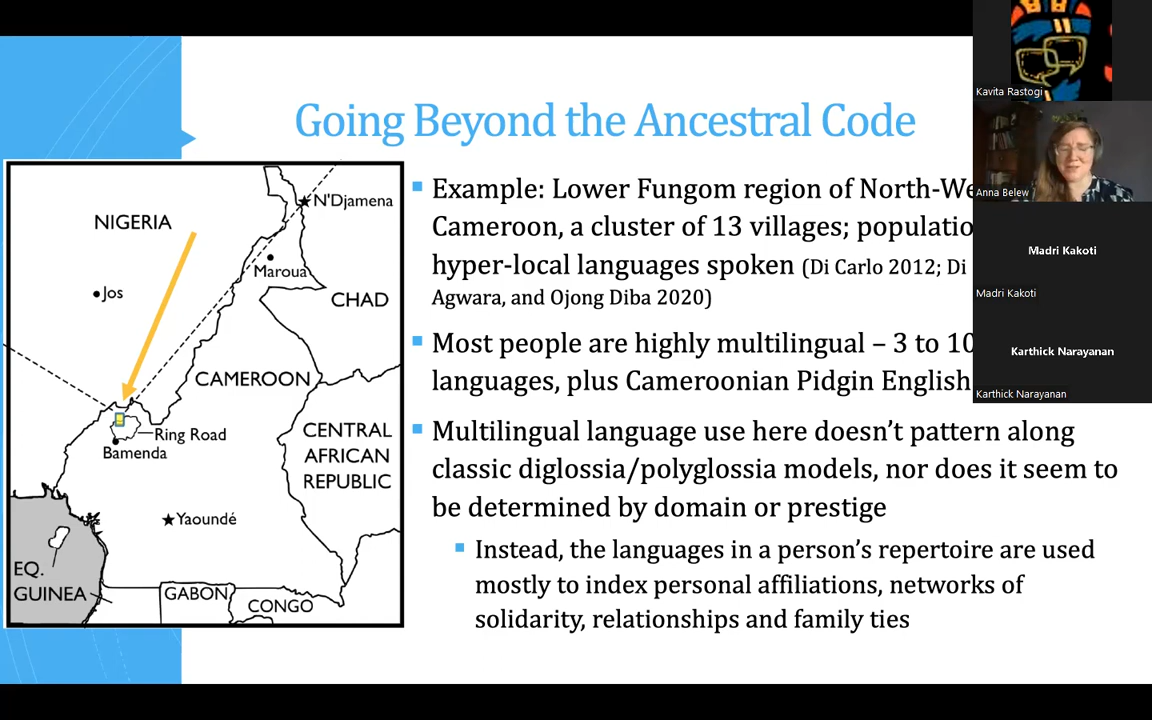 Going Beyond the Ancestral Code
NIGERIA
N'Djamena
Maroua
Jos
CHAD
CAMEROON
Ring Road
Bamenda
CENTRAL
AFRICAN
REPUBLIC
Yaoundé
EQ.
GUINEA
GABON
CONGO
Example: Lower Fungom region of North-We
Cameroon, a cluster of 13 villages; populatio
hyper-local languages spoken (Di Carlo 2012; Di
Agwara, and Ojong Diba 2020)
Most people are highly multilingual – 3 to 10
languages, plus Cameroonian Pidgin English
Multilingual language use here doesn't pattern along
classic diglossia/polyglossia models, nor does it seem to
be determined by domain or prestige
Instead, the languages in a person's repertoire are used
mostly to index personal affiliations, networks of
solidarity, relationships and family ties
Kavita Rastogi
Anna Belew
Madri Kakoti
Madri Kakoti
Karthick Narayanan
Karthick Narayanan